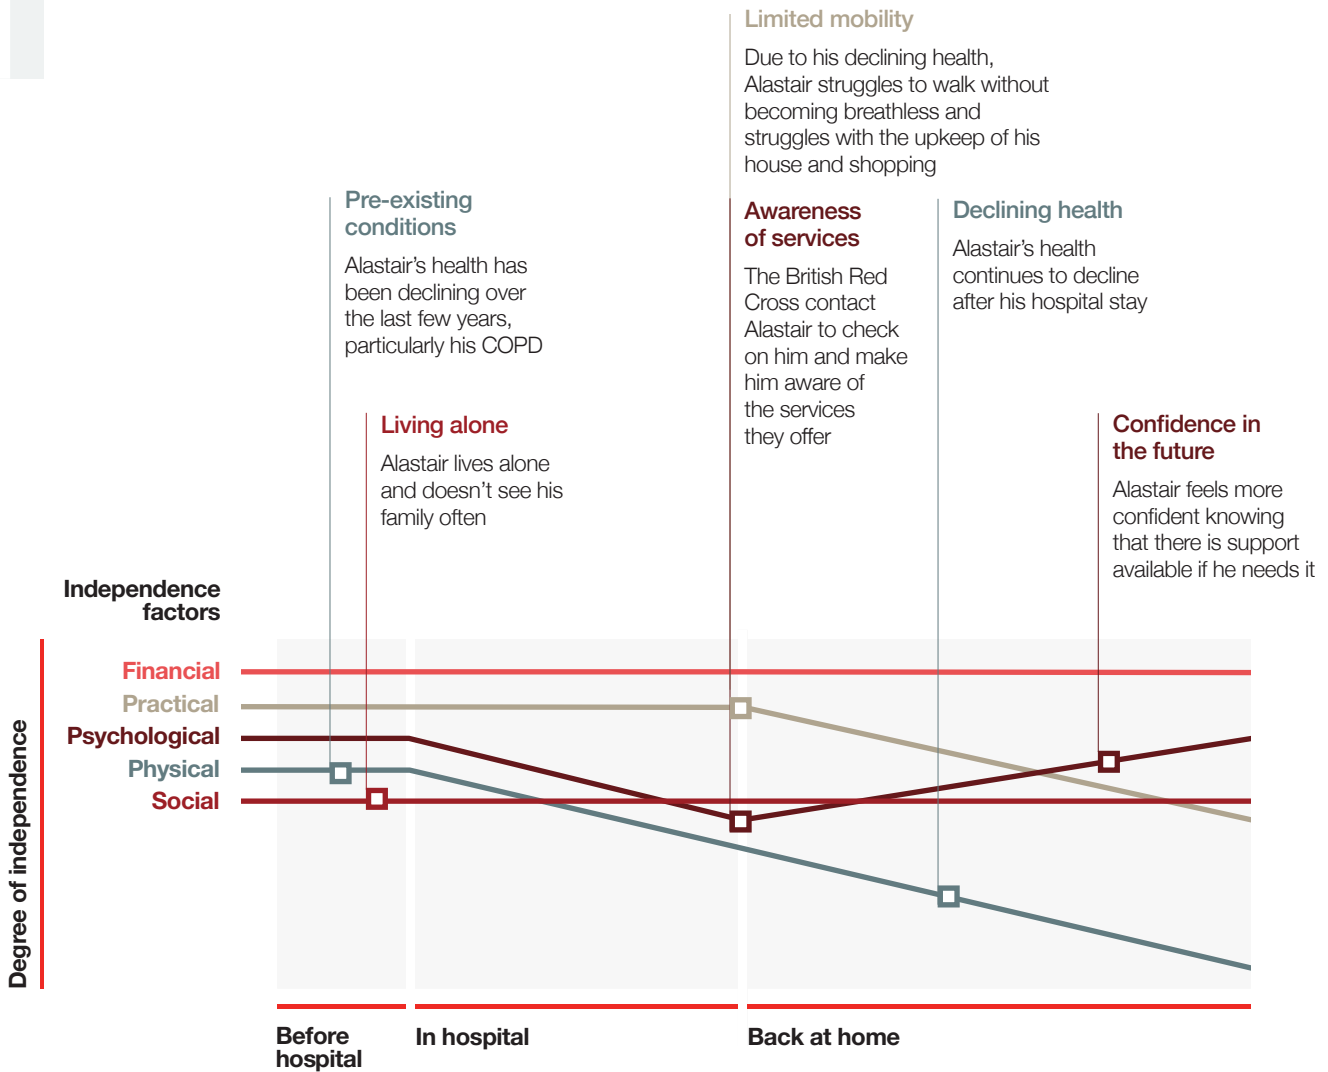 Limited mobility
Due to his declining health,
Alastair struggles to walk without
becoming breathless and
struggles with the upkeep of his
house and shopping
Pre-existing
conditions
Alastair’s health has
been declining over
the last few years,
particularly his COPD
Awareness
of services
The British Red
Cross contact
Alastair to check
on him and make
him aware of
the services
they offer
Declining health
Alastair’s health
continues to decline
after his hospital stay
Living alone
Alastair lives alone
and doesn’t see his
family often
Confidence in
the future
Alastair feels more
confident knowing
that there is support
available if he needs it
Independence
factors
Financial
Practical
Psychological
Physical
Social
Degree of independence
Before
hospital
In hospital
Back at home